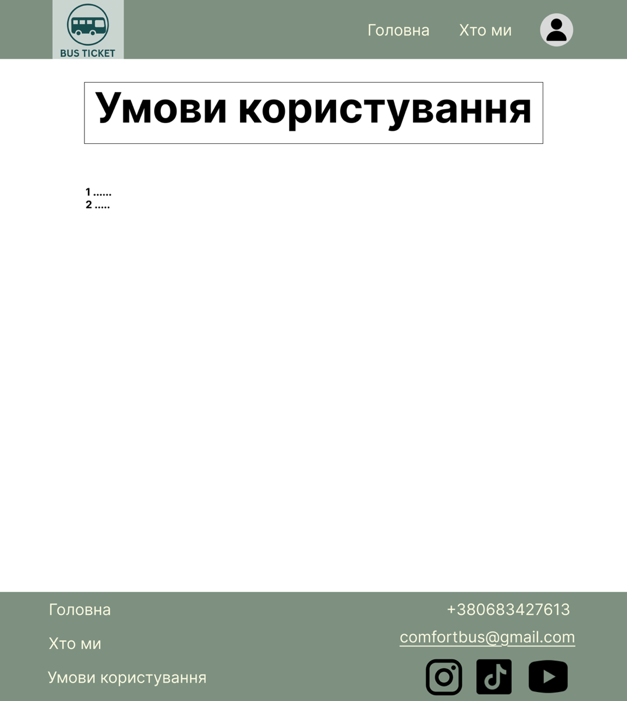 BUS TICKET
Головна
Хто ми
Умови користування
1 ......
2 .....
Головна
Хто ми
Умови користування
+380683427613
comfortbus@gmail.com